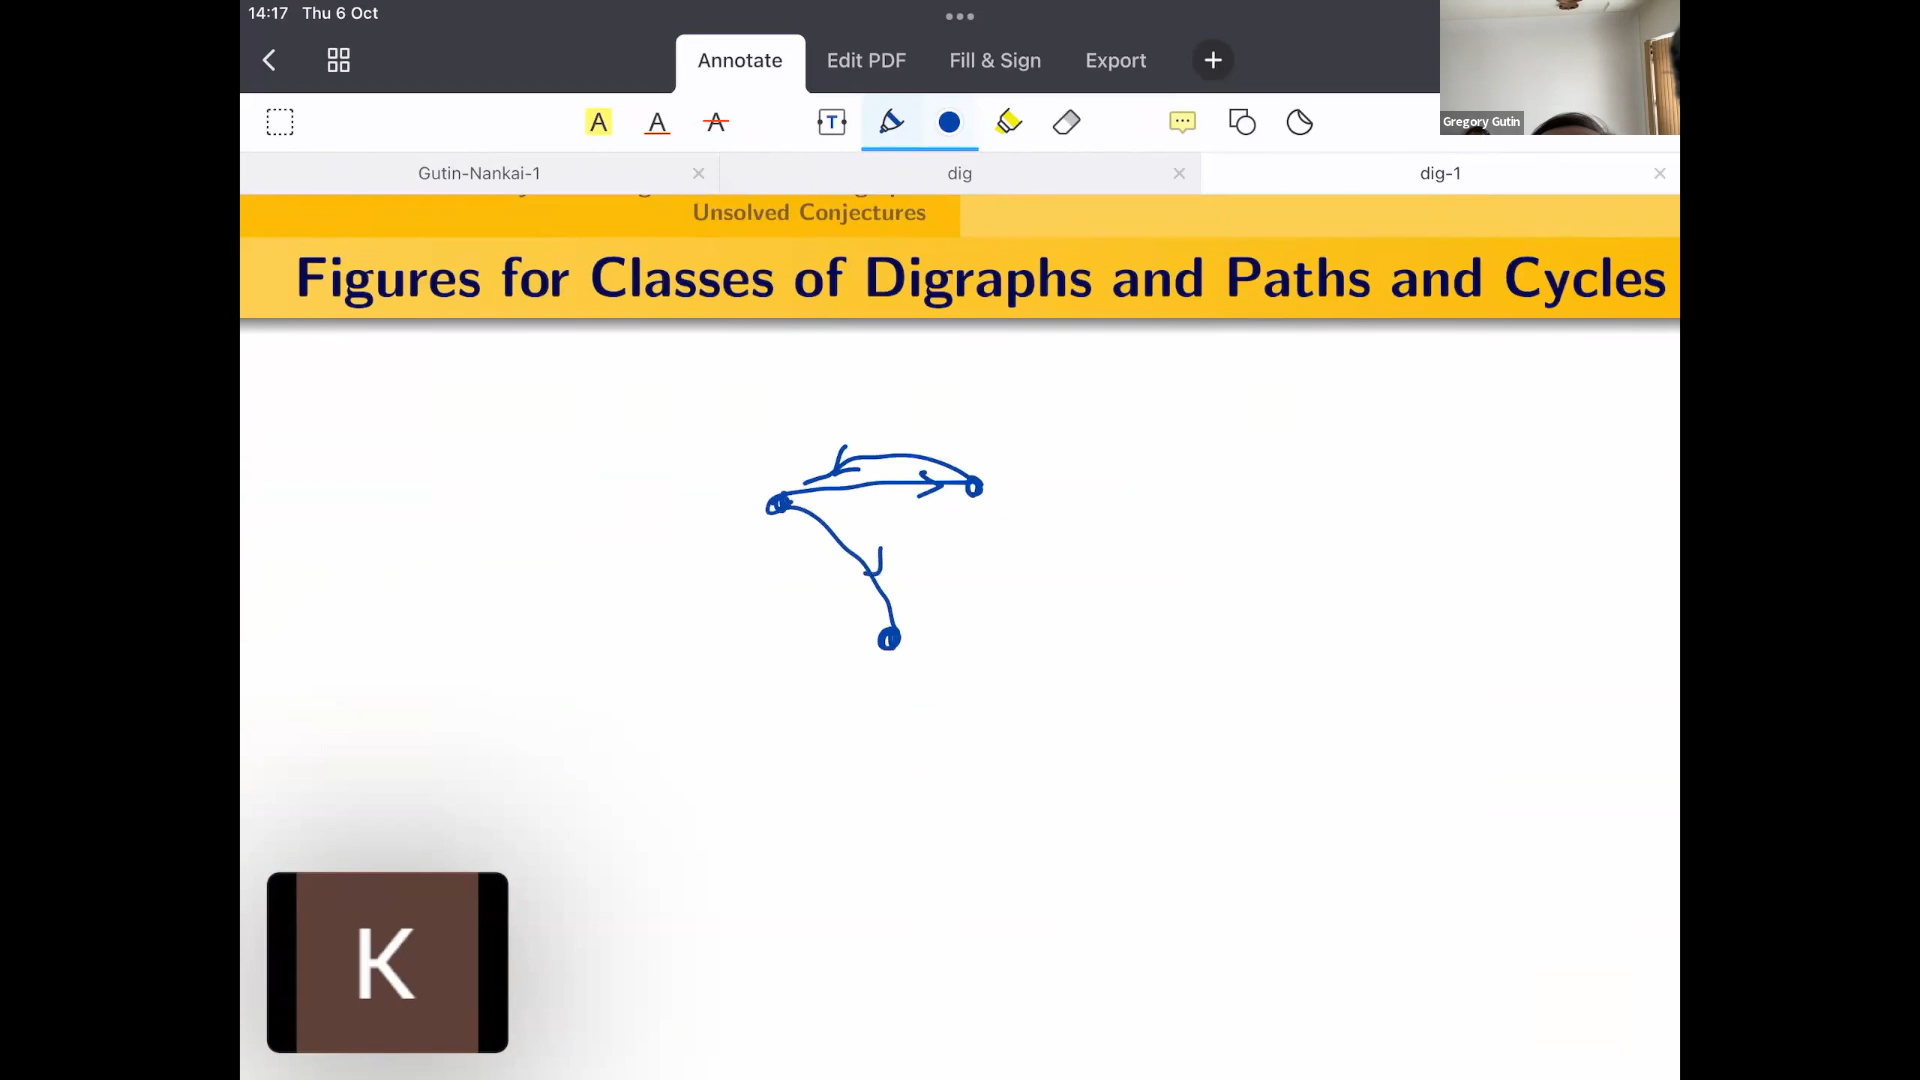 14:17 Thu 6 Oct
Annotate Edit PDF Fill & Sign Export
Gregory Gutin
A A A T
Gutin-Nankai-1 dig dig-1
Unsolved Conjectures
Figures for Classes of Digraphs and Paths and Cycles
K